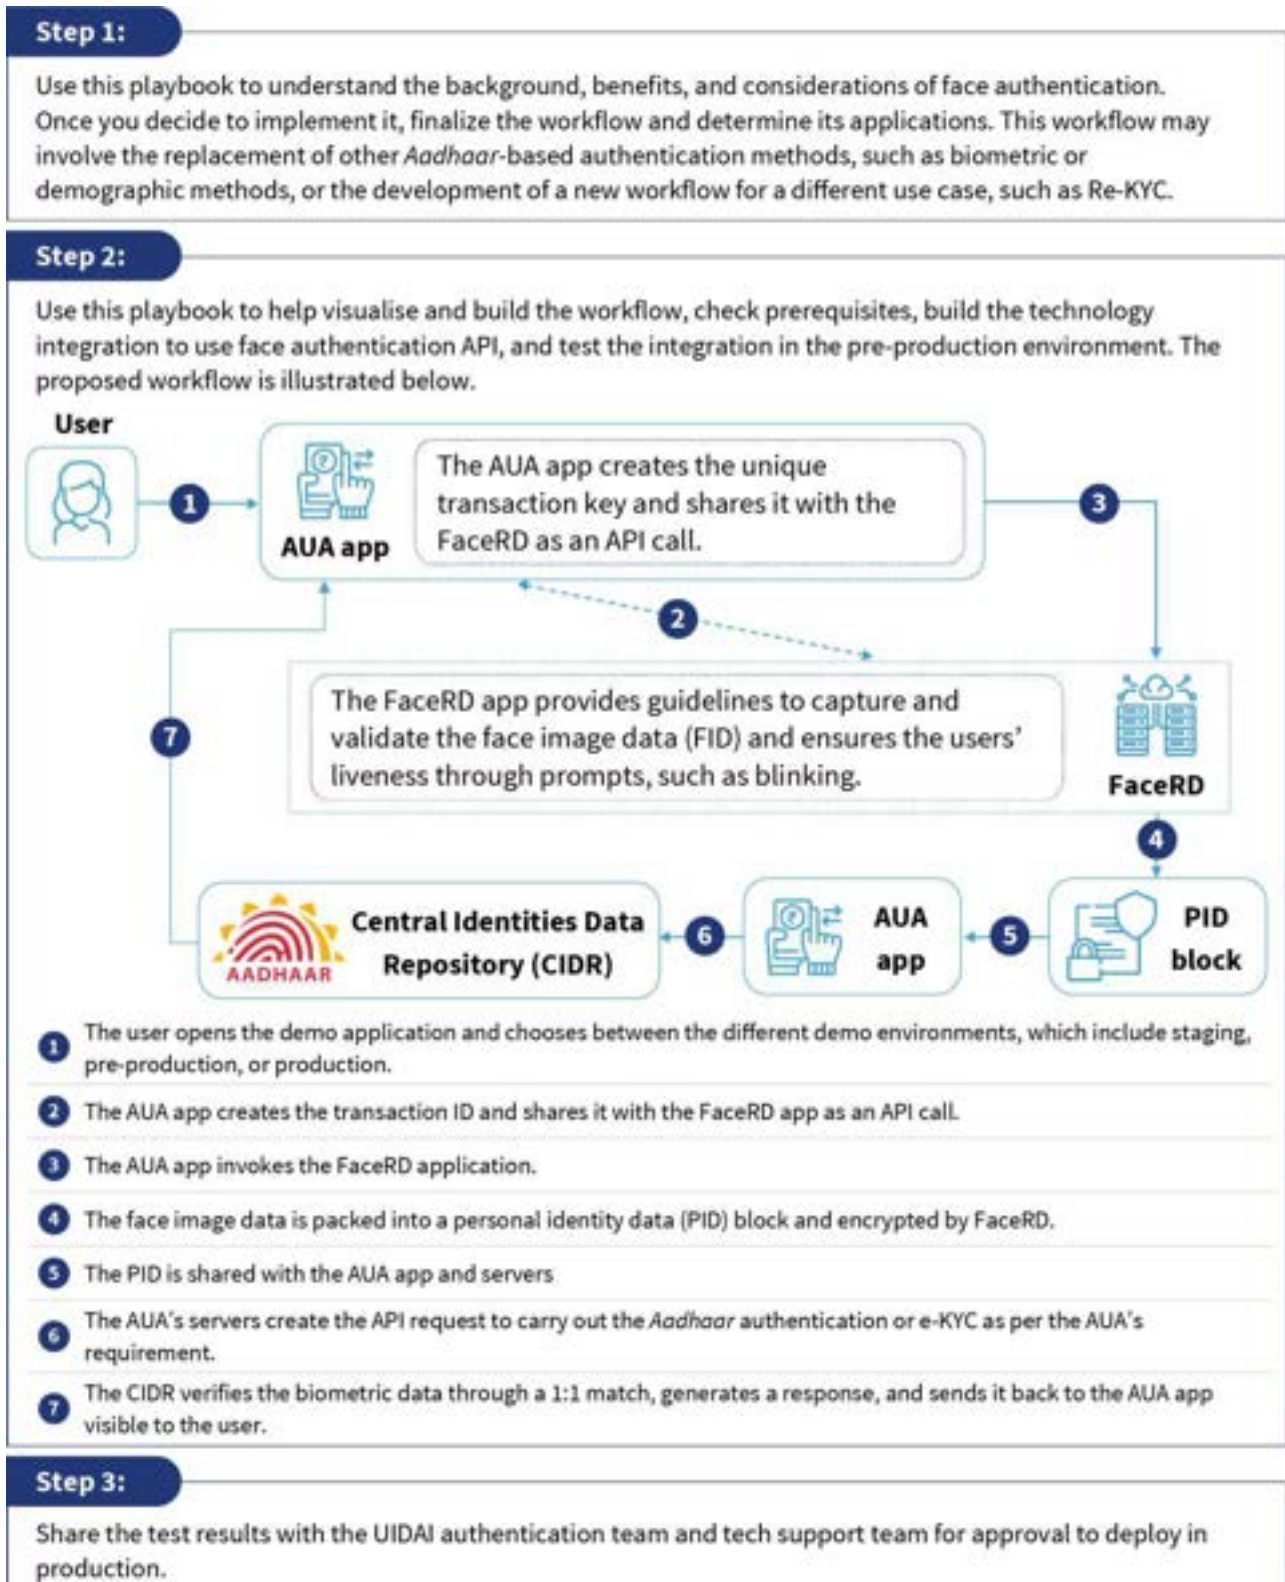 Step 1:
Use this playbook to understand the background, benefits, and considerations of face authentication.
Once you decide to implement it, finalize the workflow and determine its applications. This workflow may
involve the replacement of other Aadhaar-based authentication methods, such as biometric or
demographic methods, or the development of a new workflow for a different use case, such as Re-KYC.
Step 2:
Use this playbook to help visualise and build the workflow, check prerequisites, build the technology
integration to use face authentication API, and test the integration in the pre-production environment. The
proposed workflow is illustrated below.
User
1
AUA app
The AUA app creates the unique
transaction key and shares it with the
FaceRD as an API call.
3
2
The FaceRD app provides guidelines to capture and
validate the face image data (FID) and ensures the users'
liveness through prompts, such as blinking.
FaceRD
7
4
AADHAAR
Central Identities Data
Repository (CIDR)
6
AUA
app
5
PID
block
1 The user opens the demo application and chooses between the different demo environments, which include staging,
pre-production, or production.
2 The AUA app creates the transaction ID and shares it with the FaceRD app as an API call.
3 The AUA app invokes the FaceRD application.
4 The face image data is packed into a personal identity data (PID) block and encrypted by FaceRD.
5 The PID is shared with the AUA app and servers
6 The AUA's servers create the API request to carry out the Aadhaar authentication or e-KYC as per the AUA's
requirement.
7 The CIDR verifies the biometric data through a 1:1 match, generates a response, and sends it back to the AUA app
visible to the user.
Step 3:
Share the test results with the UIDAI authentication team and tech support team for approval to deploy in
production.